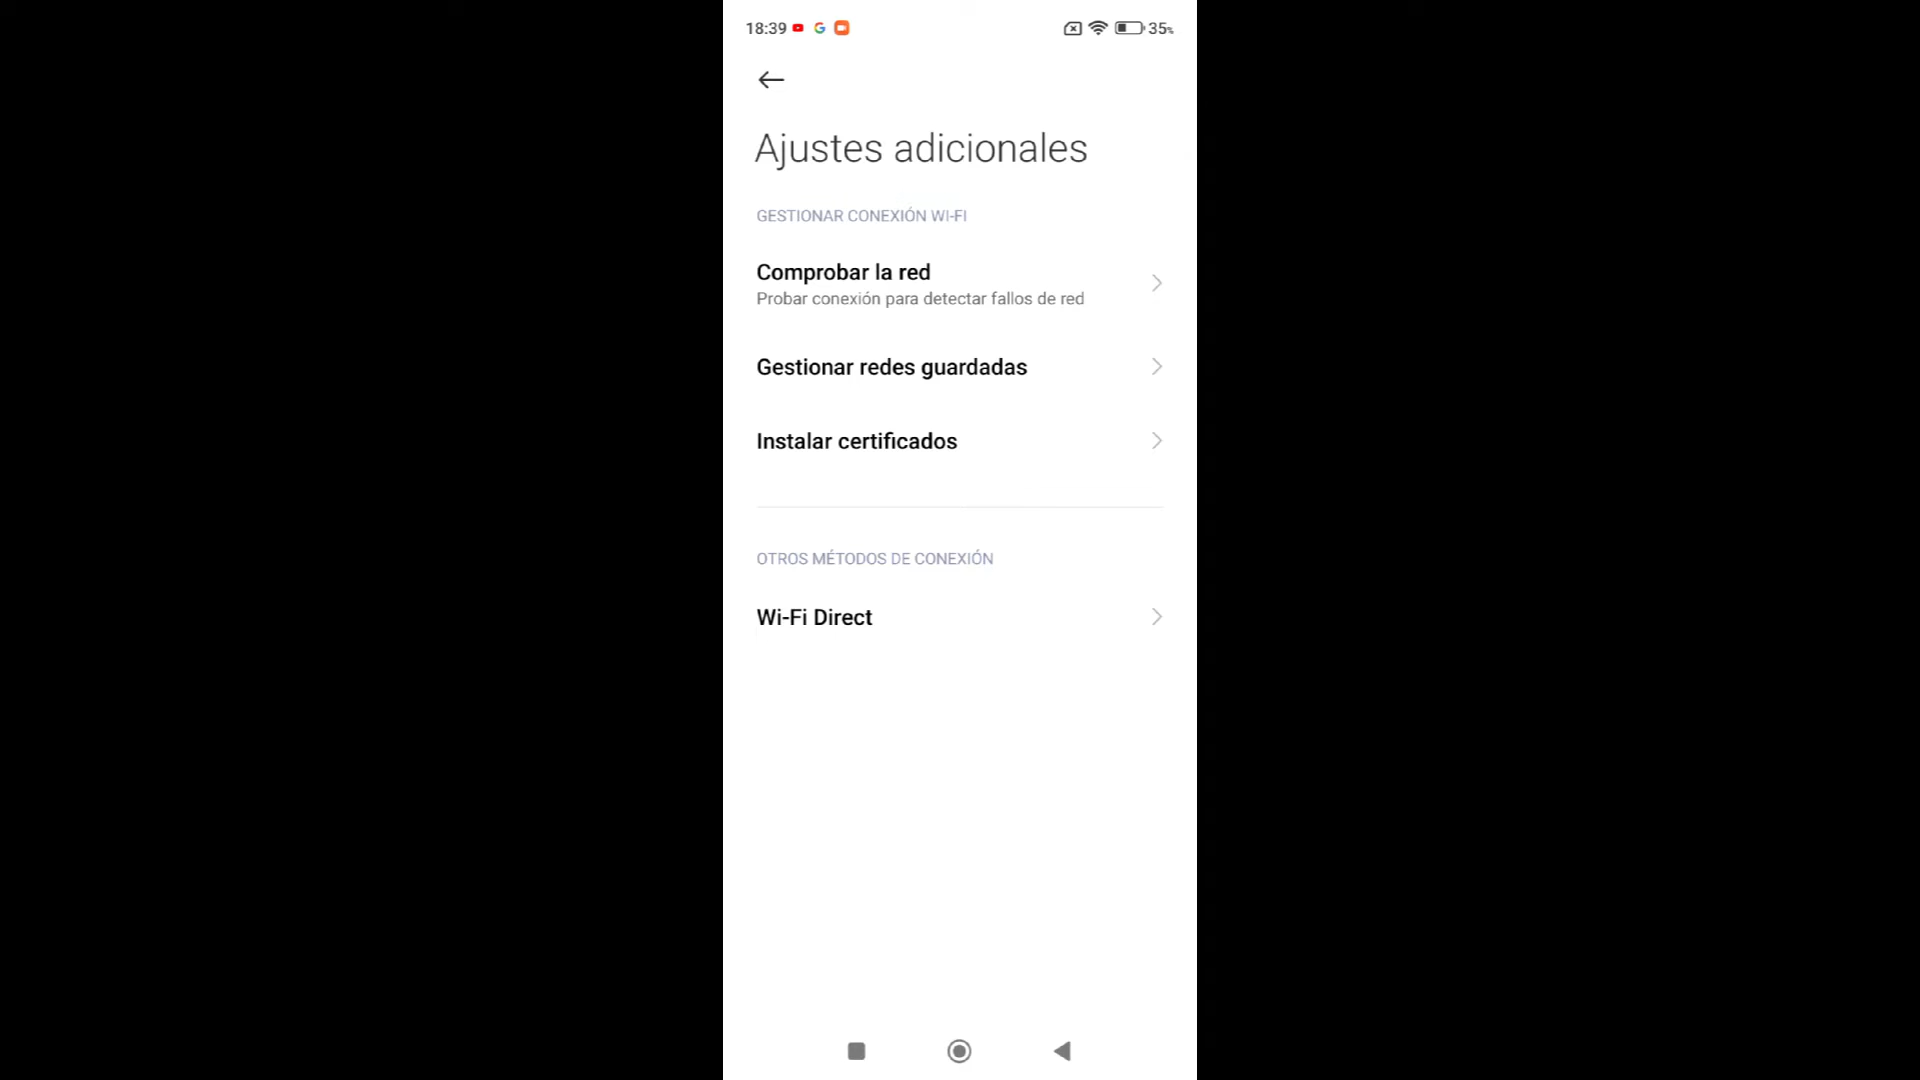 18:39 35%
Ajustes adicionales
GESTIONAR CONEXIÓN WI-FI
Comprobar la red
Probar conexión para detectar fallos de red
Gestionar redes guardadas
Instalar certificados
OTROS MÉTODOS DE CONEXIÓN
Wi-Fi Direct